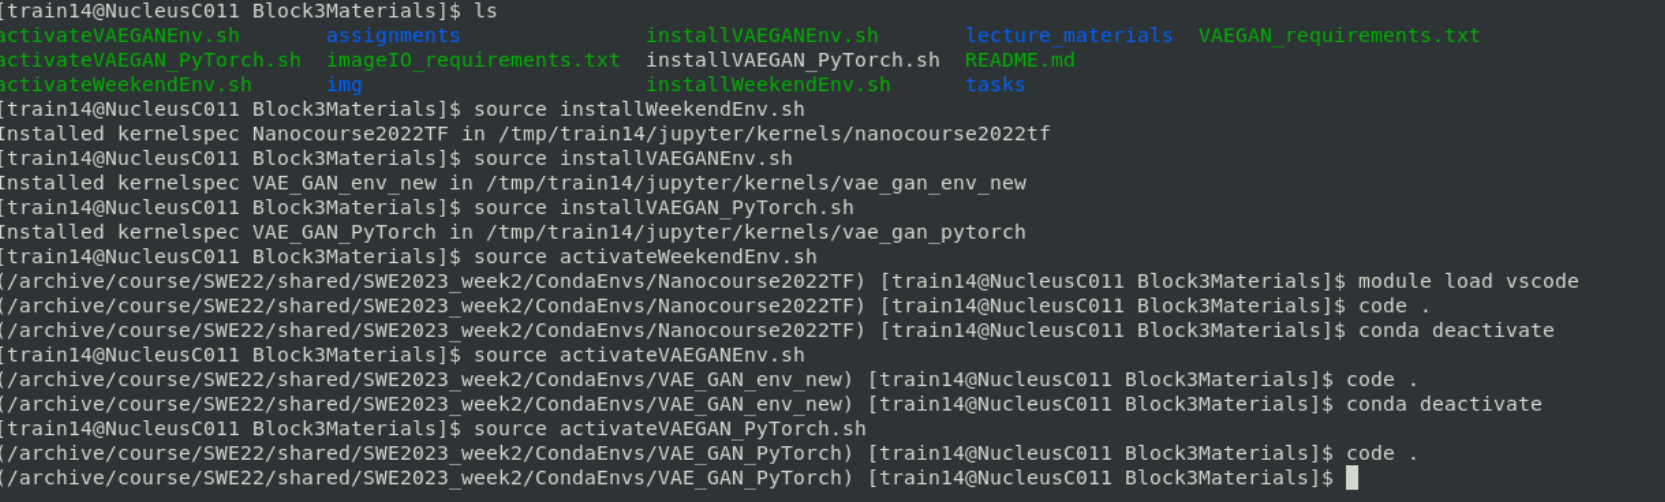 [train14@NucleusC011 Block3Materials]$ ls
activateVAEGANEnv.sh assignments installVAEGANEnv.sh lecture_materials VAEGAN_requirements.txt
activateVAEGAN_PyTorch.sh imageIO_requirements.txt installVAEGAN_PyTorch.sh README.md
activateWeekendEnv.sh img installWeekendEnv.sh tasks
[train14@NucleusC011 Block3Materials]$ source installWeekendEnv.sh
Installed kernelspec Nanocourse2022TF in /tmp/train14/jupyter/kernels/nanocourse2022tf
[train14@NucleusC011 Block3Materials]$ source installVAEGANEnv.sh
Installed kernelspec VAE_GAN_env_new in /tmp/train14/jupyter/kernels/vae_gan_env_new
[train14@NucleusC011 Block3Materials]$ source installVAEGAN_PyTorch.sh
Installed kernelspec VAE_GAN_PyTorch in /tmp/train14/jupyter/kernels/vae_gan_pytorch
[train14@NucleusC011 Block3Materials]$ source activateWeekendEnv.sh
(/archive/course/SWE22/shared/SWE2023_week2/CondaEnvs/Nanocourse2022TF) [train14@NucleusC011 Block3Materials]$ module load vscode
(/archive/course/SWE22/shared/SWE2023_week2/CondaEnvs/Nanocourse2022TF) [train14@NucleusC011 Block3Materials]$ code .
(/archive/course/SWE22/shared/SWE2023_week2/CondaEnvs/Nanocourse2022TF) [train14@NucleusC011 Block3Materials]$ conda deactivate
[train14@NucleusC011 Block3Materials]$ source activateVAEGANEnv.sh
(/archive/course/SWE22/shared/SWE2023_week2/CondaEnvs/VAE_GAN_env_new) [train14@NucleusC011 Block3Materials]$ code .
(/archive/course/SWE22/shared/SWE2023_week2/CondaEnvs/VAE_GAN_env_new) [train14@NucleusC011 Block3Materials]$ conda deactivate
[train14@NucleusC011 Block3Materials]$ source activateVAEGAN_PyTorch.sh
(/archive/course/SWE22/shared/SWE2023_week2/CondaEnvs/VAE_GAN_PyTorch) [train14@NucleusC011 Block3Materials]$ code .
(/archive/course/SWE22/shared/SWE2023_week2/CondaEnvs/VAE_GAN_PyTorch) [train14@NucleusC011 Block3Materials]$